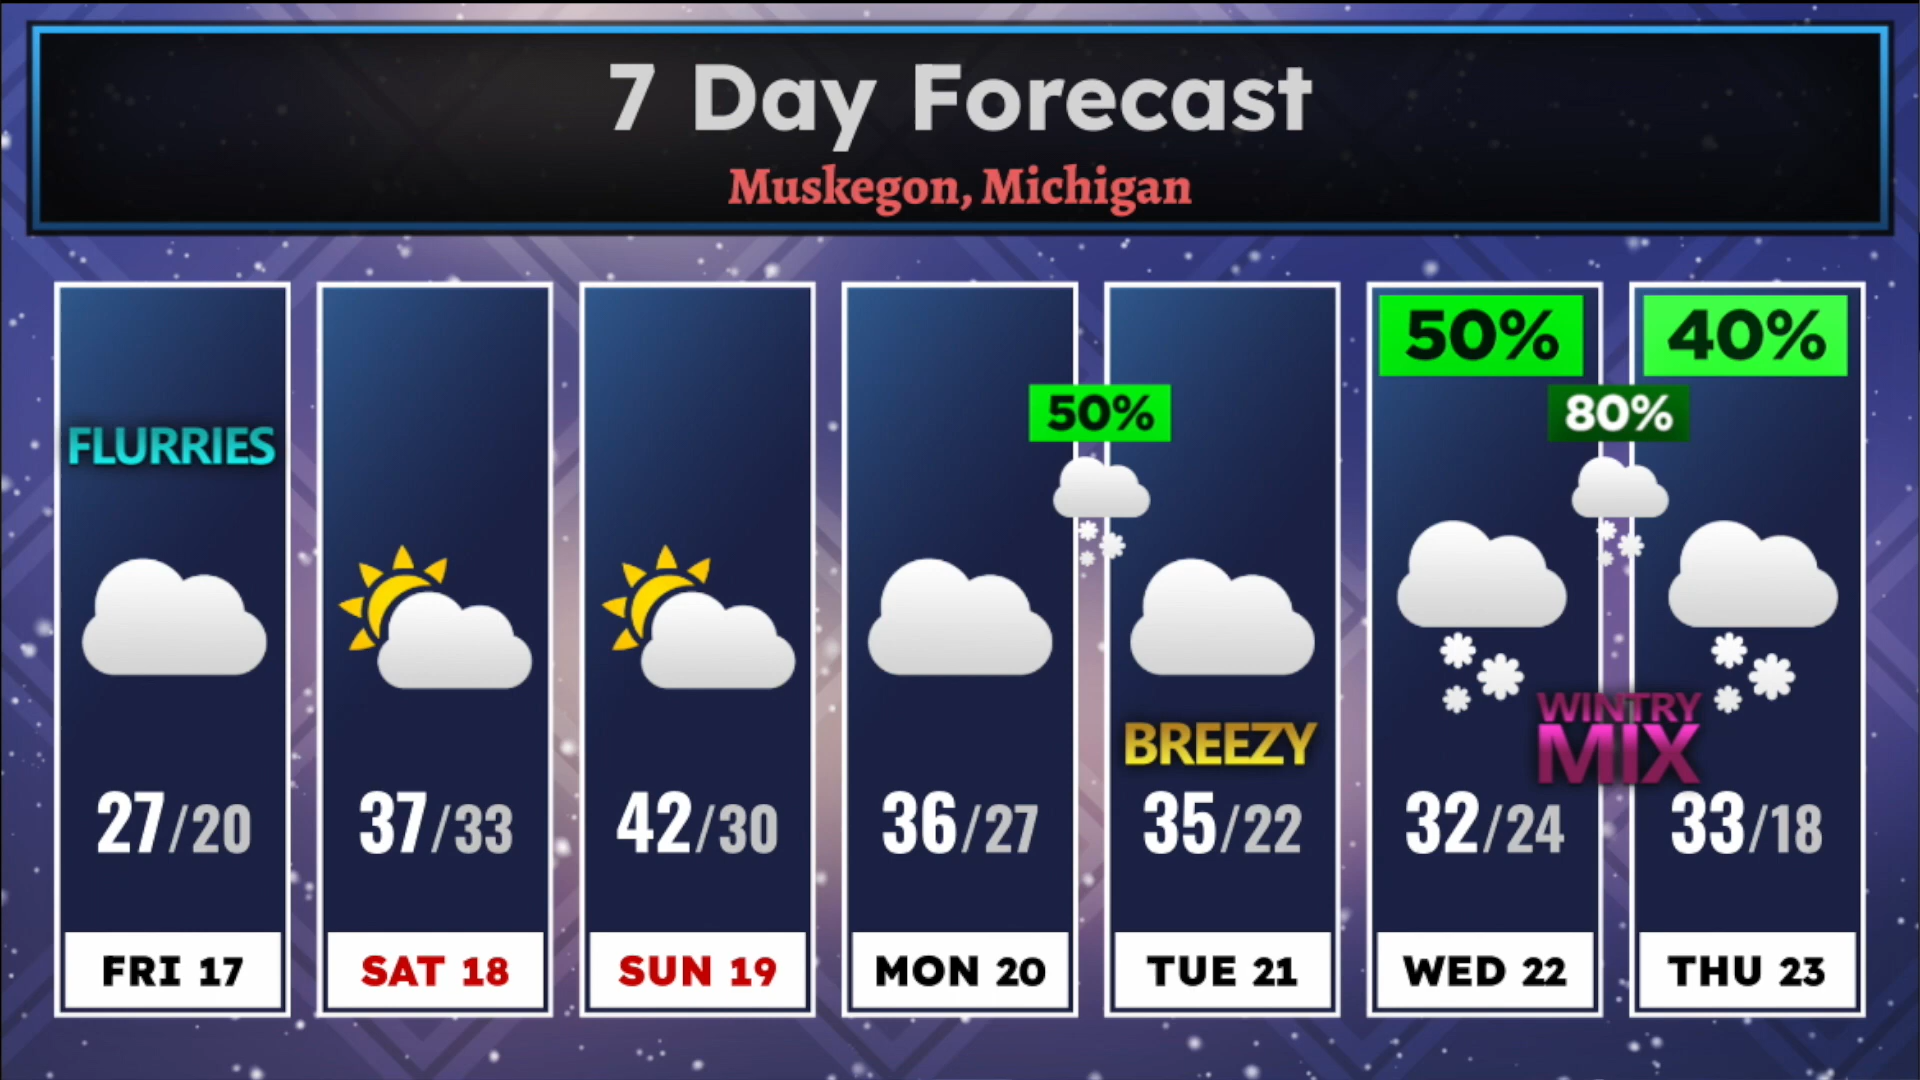 7 Day Forecast
Muskegon, Michigan
50%
40%
50%
80%
FLURRIES
WINTRY
MIX
BREEZY
27/20
37/33
42/30
36/27
35/22
32/24
33/18
FRI 17
SAT 18
SUN 19
MON 20
TUE 21
WED 22
THU 23